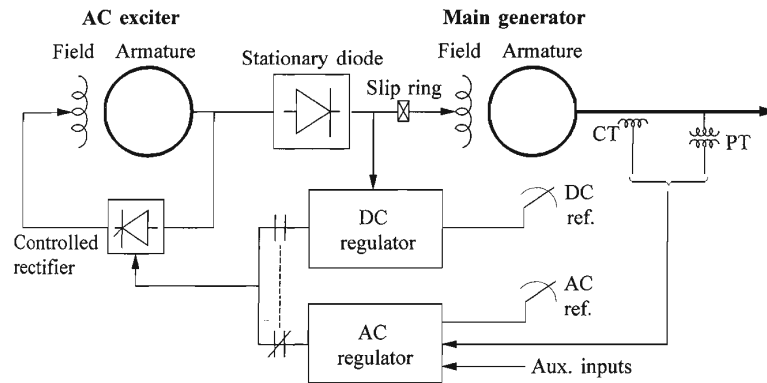 AC exciter
Main generator
Field
Armature
Stationary diode
Field
Armature
Slip ring
CT
PT
Controlled
rectifier
DC
regulator
DC
ref.
AC
regulator
AC
ref.
Aux. inputs